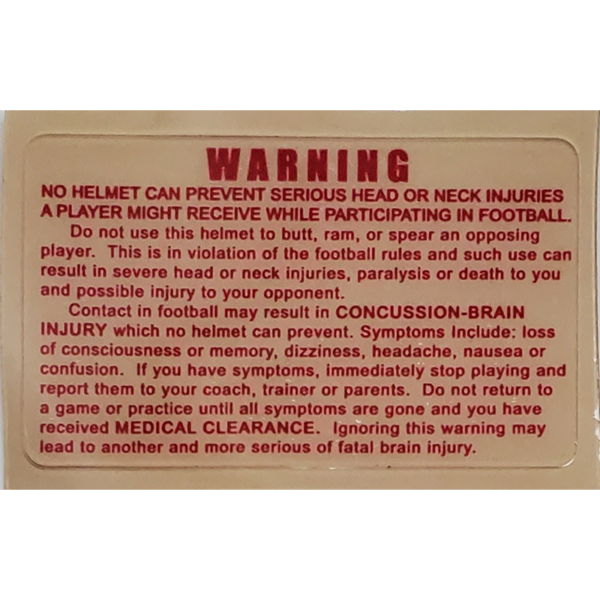 WARNING
NO HELMET CAN PREVENT SERIOUS HEAD OR NECK INJURIES
A PLAYER MIGHT RECEIVE WHILE PARTICIPATING IN FOOTBALL.
Do not use this helmet to butt, ram, or spear an opposing
player. This is in violation of the football rules and such use can
result in severe head or neck injuries, paralysis or death to you
and possible injury to your opponent.
Contact in football may result in CONCUSSION-BRAIN
INJURY which no helmet can prevent. Symptoms Include: loss
of consciousness or memory, dizziness, headache, nausea or
confusion. If you have symptoms, immediately stop playing and
report them to your coach, trainer or parents. Do not return to
a game or practice until all symptoms are gone and you have
received MEDICAL CLEARANCE. Ignoring this warning may
lead to another and more serious of fatal brain injury.